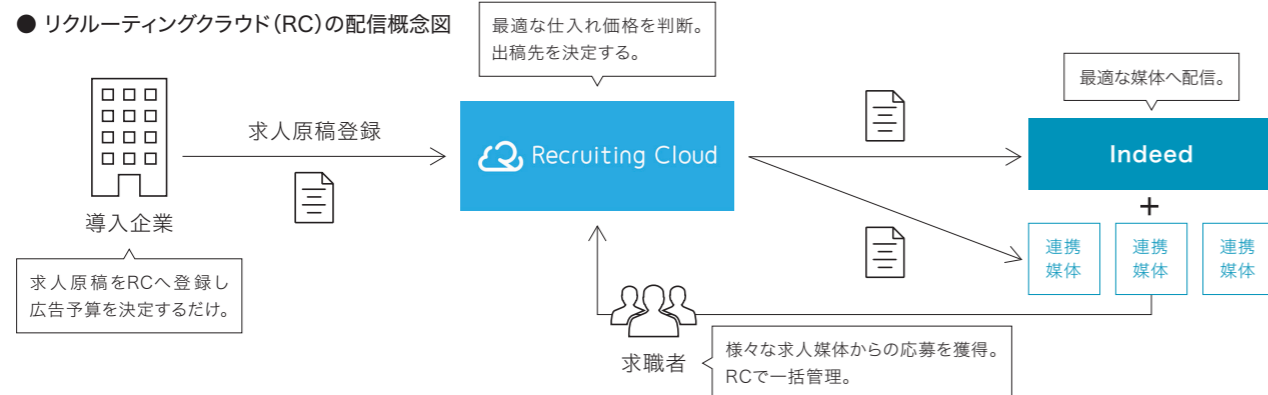 ● リクルーティングクラウド(RC)の配信概念図
最適な仕入れ価格を判断。
出稿先を決定する。
最適な媒体へ配信。
求人原稿登録
Recruiting Cloud
Indeed
+
導入企業
連携
媒体
連携
媒体
連携
媒体
求人原稿をRCへ登録し
広告予算を決定するだけ。
求職者
様々な求人媒体からの応募を獲得。
RCで一括管理。